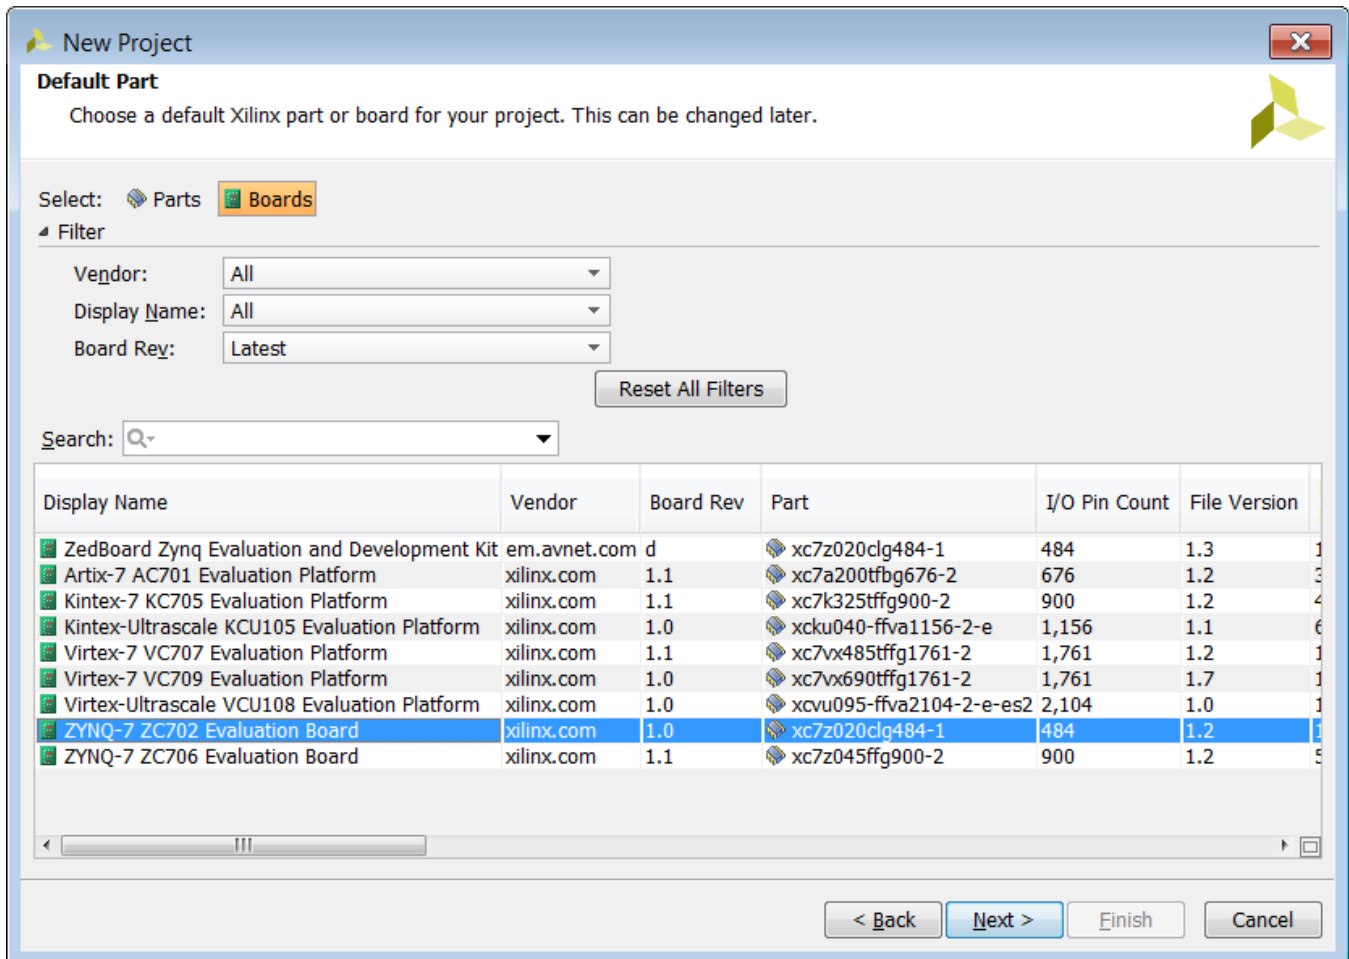 New Project
Default Part
Choose a default Xilinx part or board for your project. This can be changed later.
Select: Parts Boards
Filter
Vendor: All
Display Name: All
Board Rev: Latest
Reset All Filters
Search:
Display Name Vendor Board Rev Part I/O Pin Count File Version
ZedBoard Zynq Evaluation and Development Kit em.avnet.com d xc7z020clg484-1 484 1.3
Artix-7 AC701 Evaluation Platform xilinx.com 1.1 xc7a200tfbg676-2 676 1.2
Kintex-7 KC705 Evaluation Platform xilinx.com 1.1 xc7k325tffg900-2 900 1.2
Kintex-Ultrascale KCU105 Evaluation Platform xilinx.com 1.0 xcku040-ffva1156-2-e 1,156 1.1
Virtex-7 VC707 Evaluation Platform xilinx.com 1.1 xc7vx485tffg1761-2 1,761 1.2
Virtex-7 VC709 Evaluation Platform xilinx.com 1.0 xc7vx690tffg1761-2 1,761 1.7
Virtex-Ultrascale VCU108 Evaluation Platform xilinx.com 1.0 xcvu095-ffva2104-2-e-es2 2,104 1.0
ZYNQ-7 ZC702 Evaluation Board xilinx.com 1.0 xc7z020clg484-1 484 1.2
ZYNQ-7 ZC706 Evaluation Board xilinx.com 1.1 xc7z045ffg900-2 900 1.2
< Back Next > Finish Cancel